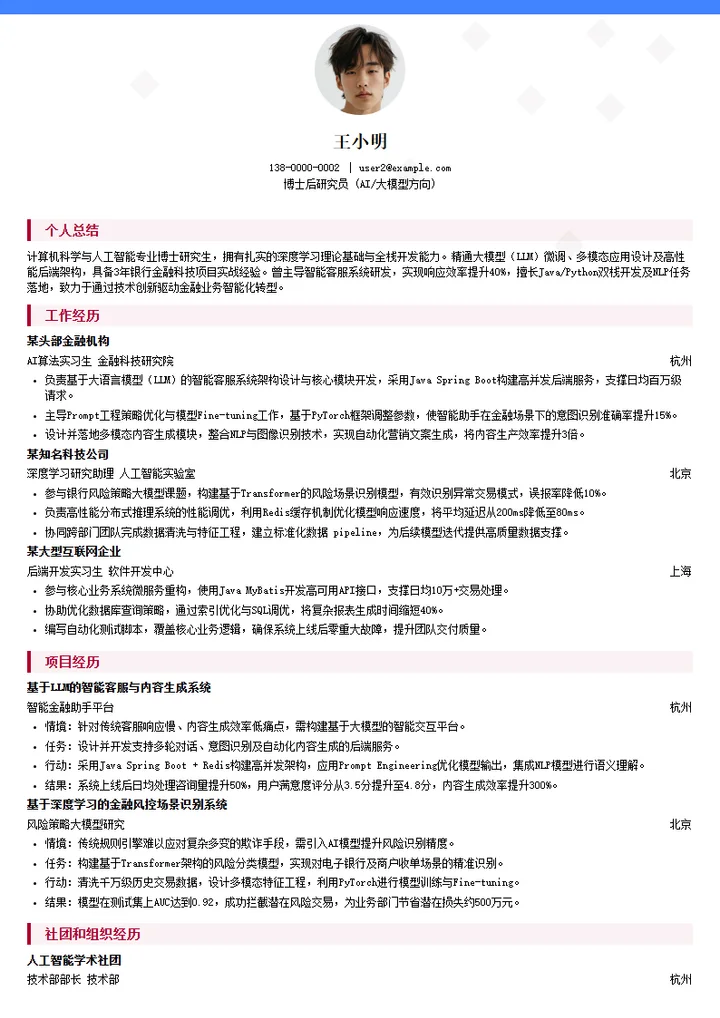 王小明
138-0000-0002 | user2@example.com
博士后研究员（AI/大模型方向）
个人总结
计算机科学与人工智能专业博士研究生，拥有扎实的深度学习理论基础与全栈开发能力。精通大模型（LLM）微调、多模态应用设计及高性
能后端架构，具备3年银行金融科技项目实战经验。曾主导智能客服系统研发，实现响应效率提升40%，擅长Java/Python双栈开发及NLP任务
落地，致力于通过技术创新驱动金融业务智能化转型。
工作经历
某头部金融机构
AI算法实习生 金融科技研究院 杭州
• 负责基于大语言模型（LLM）的智能客服系统架构设计与核心模块开发，采用Java Spring Boot构建高并发后端服务，支撑日均百万级
请求。
• 主导Prompt工程策略优化与模型Fine-tuning工作，基于PyTorch框架调整参数，使智能助手在金融场景下的意图识别准确率提升15%。
• 设计并落地多模态内容生成模块，整合NLP与图像识别技术，实现自动化营销文案生成，将内容生产效率提升3倍。
某知名科技公司
深度学习研究助理 人工智能实验室 北京
• 参与银行风险策略大模型课题，构建基于Transformer的风险场景识别模型，有效识别异常交易模式，误报率降低10%。
• 负责高性能分布式推理系统的性能调优，利用Redis缓存机制优化模型响应速度，将平均延迟从200ms降低至80ms。
• 协同跨部门团队完成数据清洗与特征工程，建立标准化数据 pipeline，为后续模型迭代提供高质量数据支撑。
某大型互联网企业
后端开发实习生 软件开发中心 上海
• 参与核心业务系统微服务重构，使用Java MyBatis开发高可用API接口，支撑日均10万+交易处理。
• 协助优化数据库查询策略，通过索引优化与SQL调优，将复杂报表生成时间缩短40%。
• 编写自动化测试脚本，覆盖核心业务逻辑，确保系统上线后零重大故障，提升团队交付质量。
项目经历
基于LLM的智能客服与内容生成系统
智能金融助手平台 杭州
• 情境：针对传统客服响应慢、内容生成效率低痛点，需构建基于大模型的智能交互平台。
• 任务：设计并开发支持多轮对话、意图识别及自动化内容生成的后端服务。
• 行动：采用Java Spring Boot + Redis构建高并发架构，应用Prompt Engineering优化模型输出，集成NLP模型进行语义理解。
• 结果：系统上线后日均处理咨询量提升50%，用户满意度评分从3.5分提升至4.8分，内容生成效率提升300%。
基于深度学习的金融风控场景识别系统
风险策略大模型研究 北京
• 情境：传统规则引擎难以应对复杂多变的欺诈手段，需引入AI模型提升风险识别精度。
• 任务：构建基于Transformer架构的风险分类模型，实现对电子银行及商户收单场景的精准识别。
• 行动：清洗千万级历史交易数据，设计多模态特征工程，利用PyTorch进行模型训练与Fine-tuning。
• 结果：模型在测试集上AUC达到0.92，成功拦截潜在风险交易，为业务部门节省潜在损失约500万元。
社团和组织经历
人工智能学术社团
技术部部长 技术部 杭州